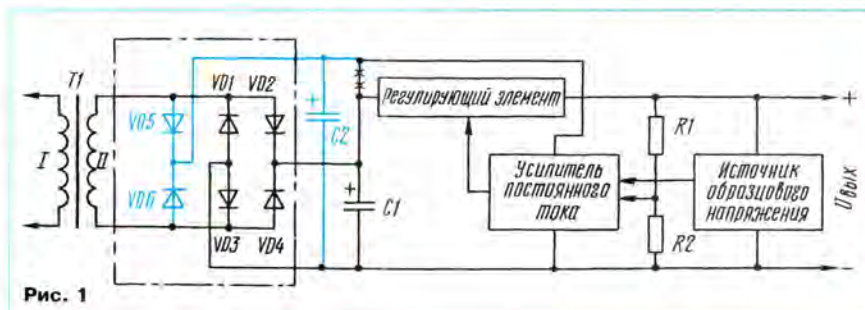 T1
I
II
VD5
VD6
VD1
VD2
VD3
VD4
+
C2
+
C1
Регулирующий элемент
Усилитель
постоянного
тока
R1
R2
Источник
образцового
напряжения
+
Uвых
−
Рис. 1